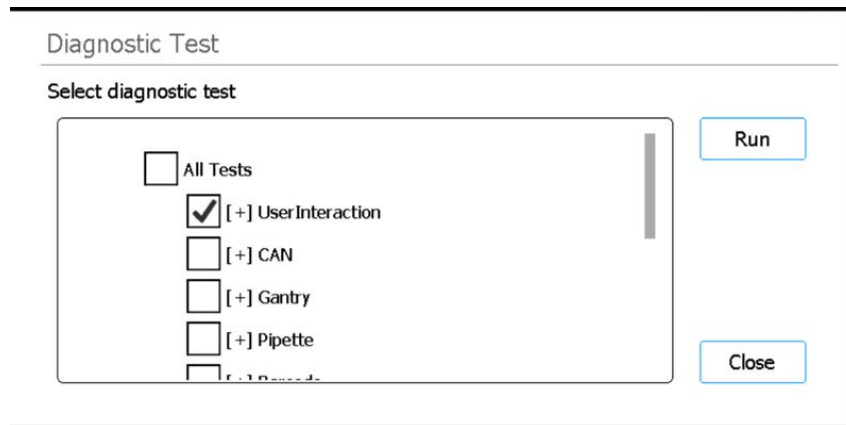 Diagnostic Test
Select diagnostic test
Run
All Tests
[+] UserInteraction
[+] CAN
[+] Gantry
[+] Pipette
Close